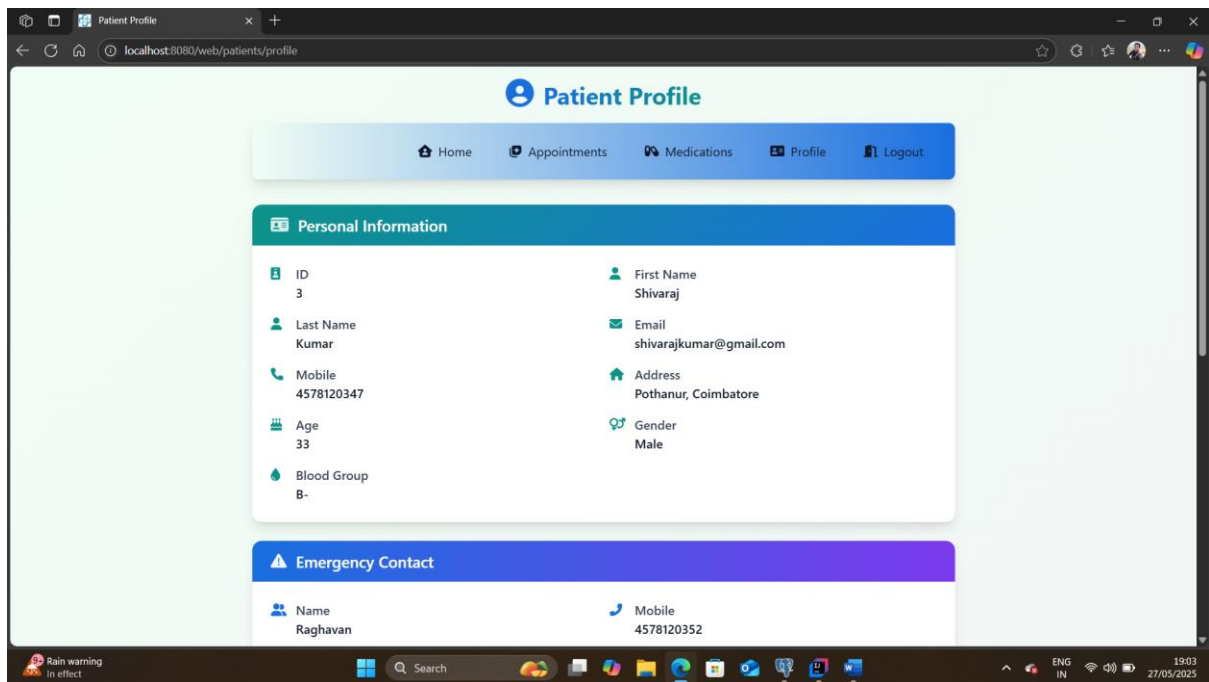 Patient Profile
localhost:8080/web/patients/profile
Patient Profile
Home Appointments Medications Profile Logout
Personal Information
ID
3
First Name
Shivaraj
Last Name
Kumar
Email
shivarajkumar@gmail.com
Mobile
4578120347
Address
Pothanur, Coimbatore
Age
33
Gender
Male
Blood Group
B-
Emergency Contact
Name
Raghavan
Mobile
4578120352
Rain warning
In effect
Search
ENG
IN
19:03
27/05/2025